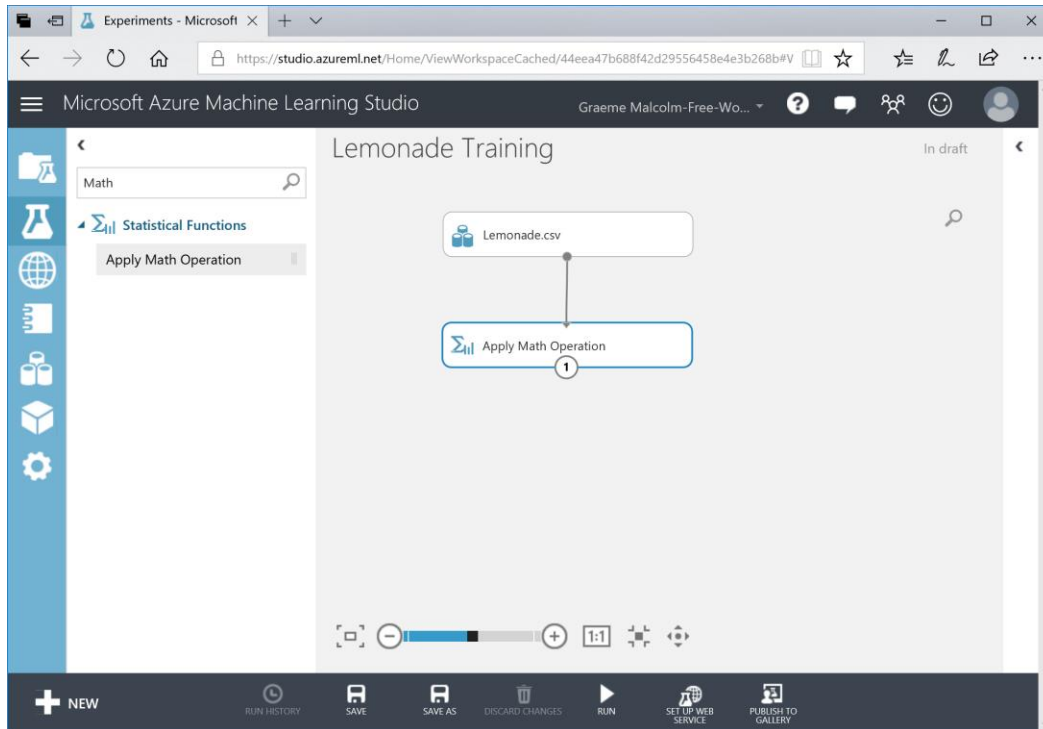 Experiments - Microsoft
https://studio.azureml.net/Home/ViewWorkspaceCached/44eea47b688f42d29556458e4e3b268b#V
Microsoft Azure Machine Learning Studio
Graeme Malcolm-Free-Wo...
?
Math
Statistical Functions
Apply Math Operation
Lemonade Training
In draft
Lemonade.csv
Apply Math Operation
1
1:1
NEW
RUN HISTORY
SAVE
SAVE AS
DISCARD CHANGES
RUN
SET UP WEB
SERVICE
PUBLISH TO
GALLERY